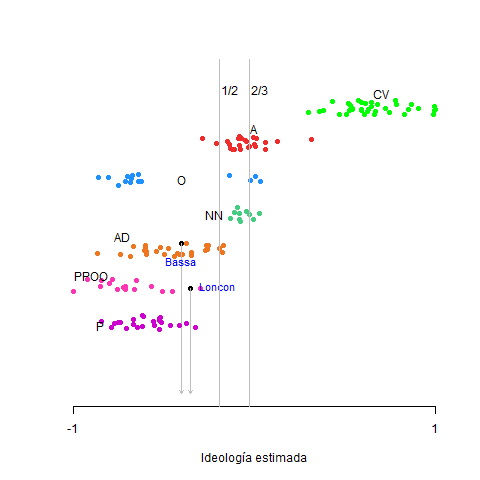 CV
1/2 2/3
A
O
NN
AD
Bassa
PROO
Loncon
P
-1 1
Ideología estimada